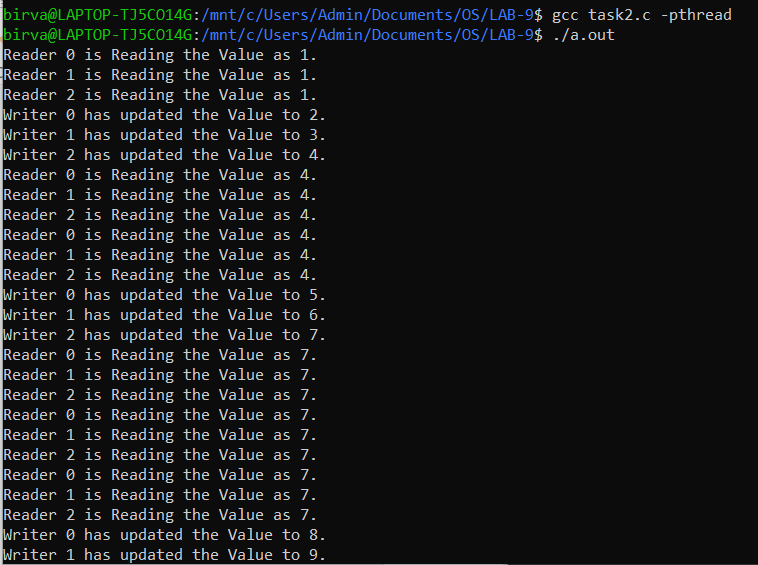 birva@LAPTOP-TJ5CO14G:/mnt/c/Users/Admin/Documents/OS/LAB-9$ gcc task2.c -pthread
birva@LAPTOP-TJ5CO14G:/mnt/c/Users/Admin/Documents/OS/LAB-9$ ./a.out
Reader 0 is Reading the Value as 1.
Reader 1 is Reading the Value as 1.
Reader 2 is Reading the Value as 1.
Writer 0 has updated the Value to 2.
Writer 1 has updated the Value to 3.
Writer 2 has updated the Value to 4.
Reader 0 is Reading the Value as 4.
Reader 1 is Reading the Value as 4.
Reader 2 is Reading the Value as 4.
Reader 0 is Reading the Value as 4.
Reader 1 is Reading the Value as 4.
Reader 2 is Reading the Value as 4.
Writer 0 has updated the Value to 5.
Writer 1 has updated the Value to 6.
Writer 2 has updated the Value to 7.
Reader 0 is Reading the Value as 7.
Reader 1 is Reading the Value as 7.
Reader 2 is Reading the Value as 7.
Reader 0 is Reading the Value as 7.
Reader 1 is Reading the Value as 7.
Reader 2 is Reading the Value as 7.
Reader 0 is Reading the Value as 7.
Reader 1 is Reading the Value as 7.
Reader 2 is Reading the Value as 7.
Writer 0 has updated the Value to 8.
Writer 1 has updated the Value to 9.